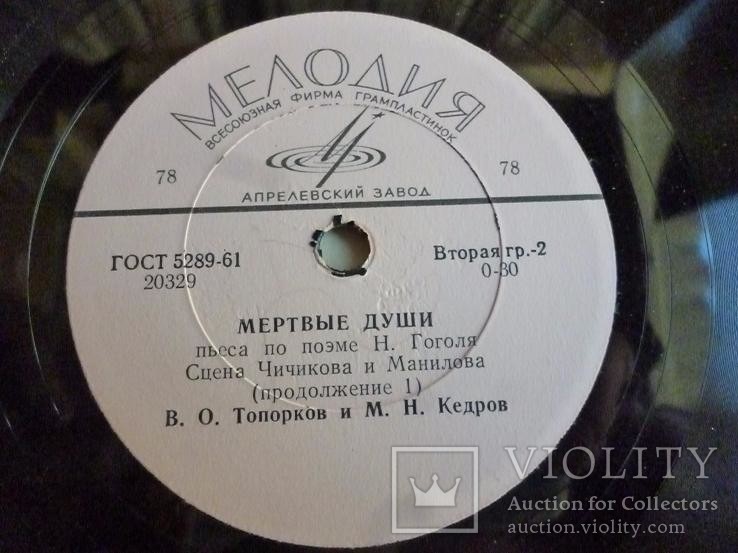 МЕЛОДИЯ
ВСЕСОЮЗНАЯ ФИРМА ГРАМПЛАСТИНОК
78
78
АПРЕЛЕВСКИЙ ЗАВОД
ГОСТ 5289-61
20329
Вторая гр.-2
0-80
МЕРТВЫЕ ДУШИ
пьеса по поэме Н. Гоголя
Сцена Чичикова и Манилова
(продолжение 1)
В. О. Топорков и М. Н. Кедров
VIOLITY
Auction for Collectors
auction.violity.com